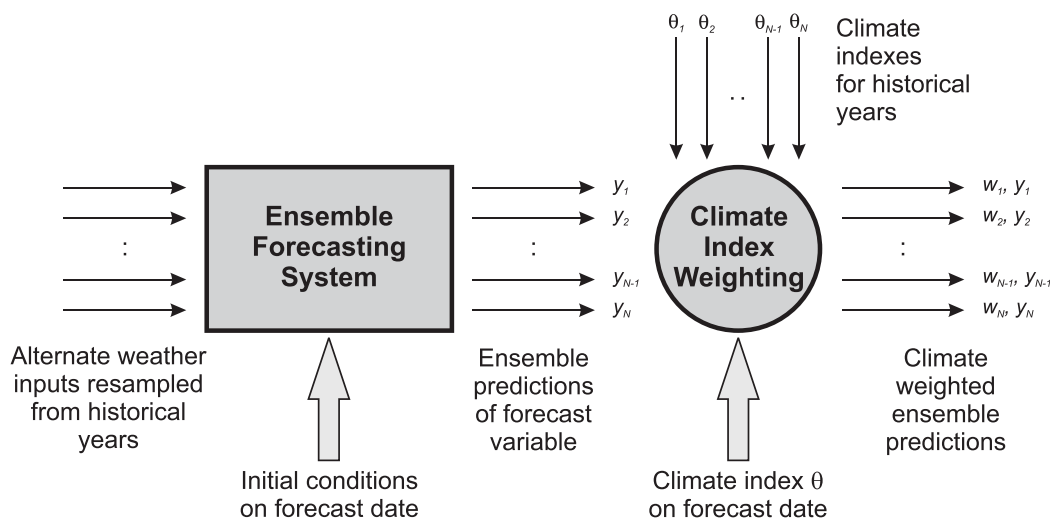 θ1 θ2 θN-1 θN
. .
Climate
indexes
for historical
years
Ensemble
Forecasting
System
y1
y2
:
yN-1
yN
Climate
Index
Weighting
w1, y1
w2, y2
:
wN-1, yN-1
wN, yN
:
:
Alternate weather
inputs resampled
from historical
years
Ensemble
predictions
of forecast
variable
Climate
weighted
ensemble
predictions
Initial conditions
on forecast date
Climate index θ
on forecast date